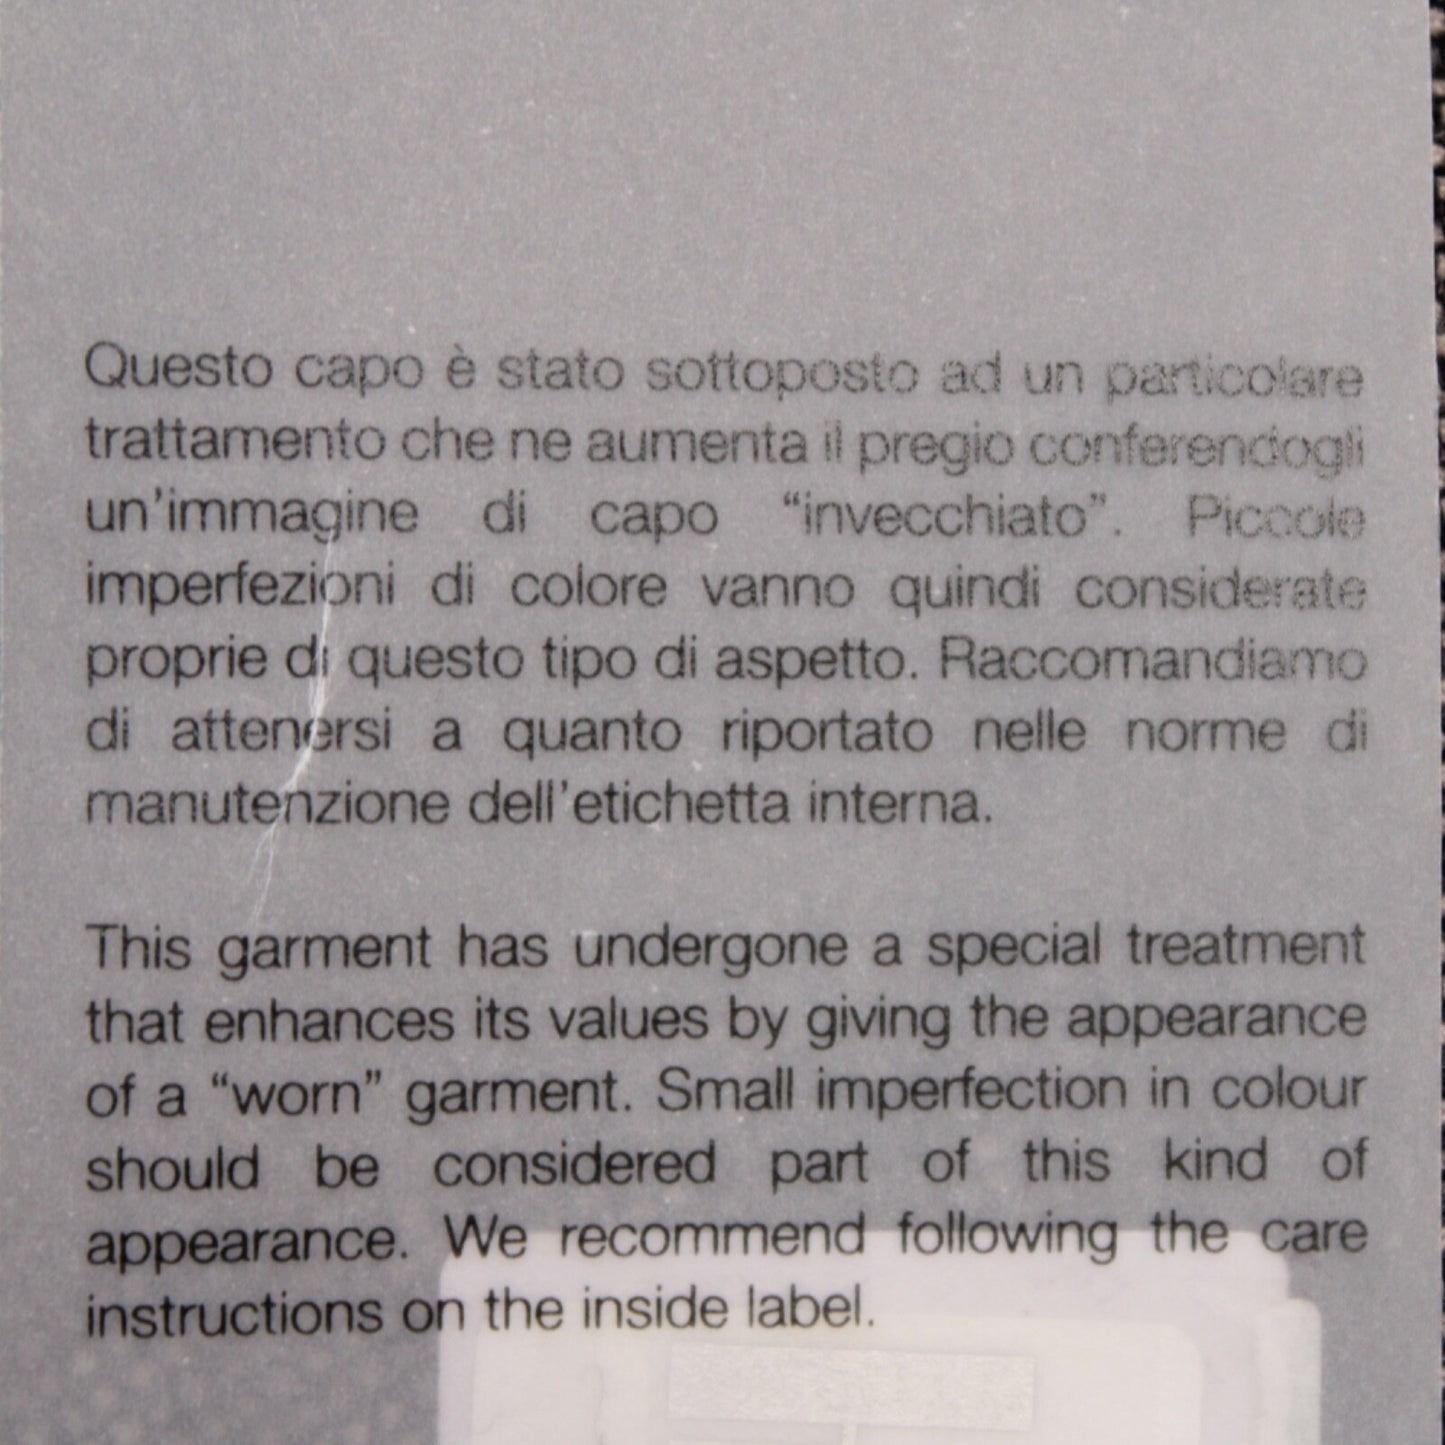 Questo capo è stato sottoposto ad un particolare
trattamento che ne aumenta il pregio conferendogli
un'immagine di capo “invecchiato”. Piccole
imperfezioni di colore vanno quindi considerate
proprie di questo tipo di aspetto. Raccomandiamo
di attenersi a quanto riportato nelle norme di
manutenzione dell'etichetta interna.
This garment has undergone a special treatment
that enhances its values by giving the appearance
of a “worn” garment. Small imperfection in colour
should be considered part of this kind of
appearance. We recommend following the care
instructions on the inside label.